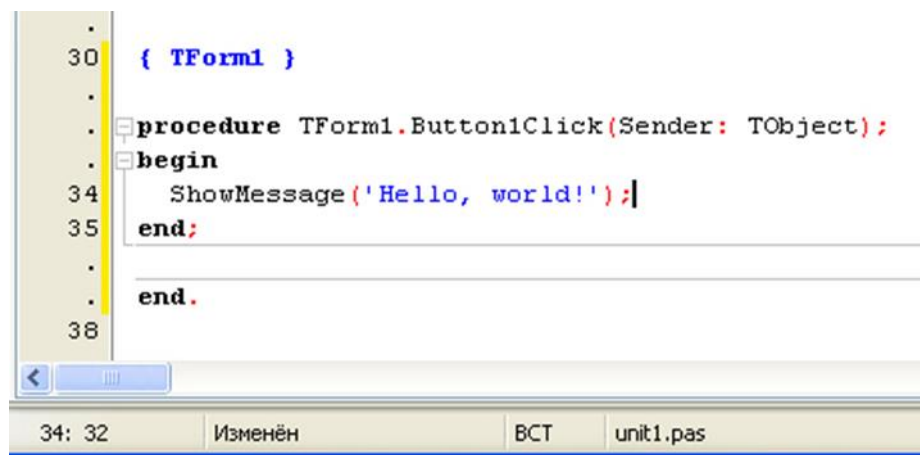 .
30 { TForm1 }
.
. procedure TForm1.Button1Click(Sender: TObject);
. begin
34 ShowMessage('Hello, world!');
35 end;
.
. end.
38
34: 32 Изменён ВСТ unit1.pas